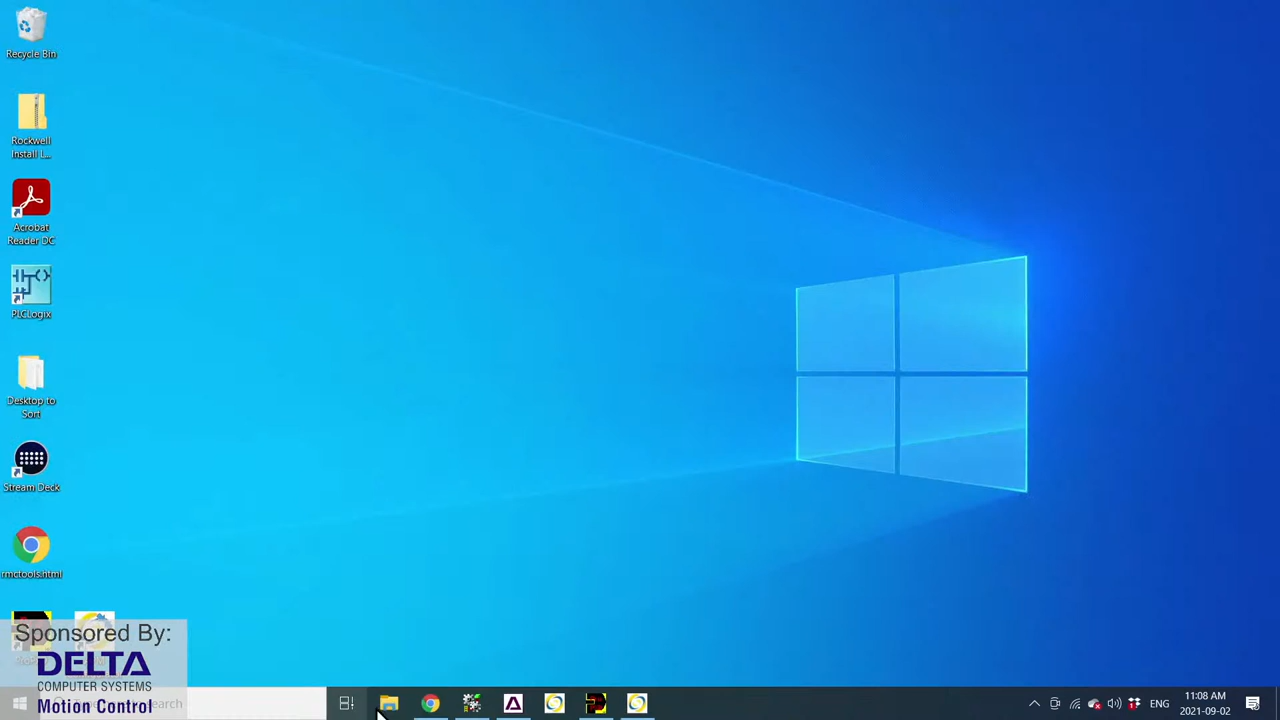 Recycle Bin
Rockwell
Install L...
Acrobat
Reader DC
PLCLogix
Desktop to
Sort
Stream Deck
rmctools.html
Sponsored By:
DELTA
COMPUTER SYSTEMS
Motion Control
search
11:08 AM
ENG
2021-09-02